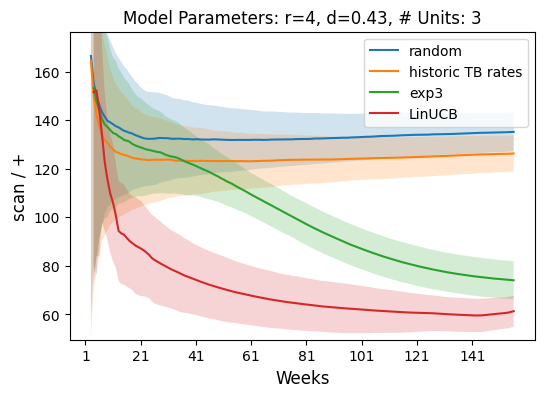 Model Parameters: r=4, d=0.43, # Units: 3
random
historic TB rates
exp3
LinUCB
scan / +
160
140
120
100
80
60
1 21 41 61 81 101 121 141
Weeks